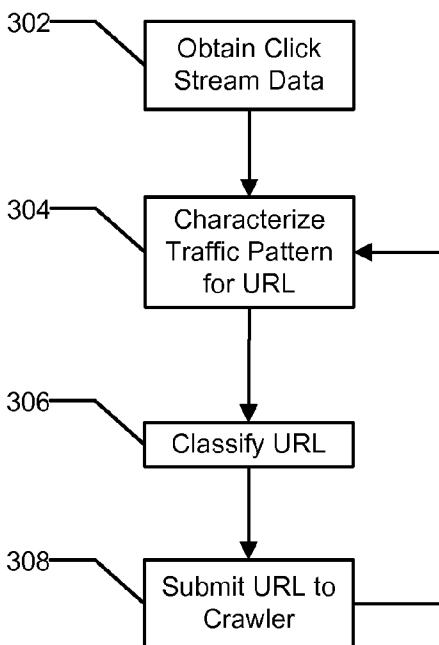 302
Obtain Click
Stream Data
304
Characterize
Traffic Pattern
for URL
306
Classify URL
308
Submit URL to
Crawler